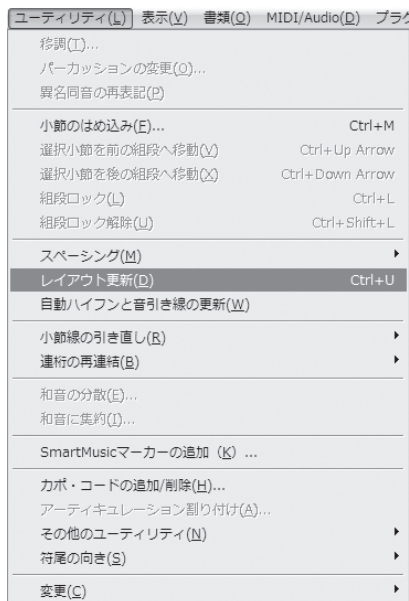 ユーティリティ(L) 表示(V) 書類(O) MIDI/Audio(D) プラグ
移調(T)...
パーカッションの変更(O)...
異名同音の再表記(P)
小節のはめ込み(F)... Ctrl+M
選択小節を前の組段へ移動(V) Ctrl+Up Arrow
選択小節を後の組段へ移動(X) Ctrl+Down Arrow
組段ロック(L) Ctrl+L
組段ロック解除(U) Ctrl+Shift+L
スペーシング(M)
レイアウト更新(D) Ctrl+U
自動ハイフンと音引き線の更新(W)
小節線の引き直し(R)
連桁の再連結(B)
和音の分散(E)...
和音に集約(I)...
SmartMusicマーカーの追加（K）...
カポ・コードの追加/削除(H)...
アーティキュレーション割り付け(A)...
その他のユーティリティ(N)
符尾の向き(S)
変更(C)